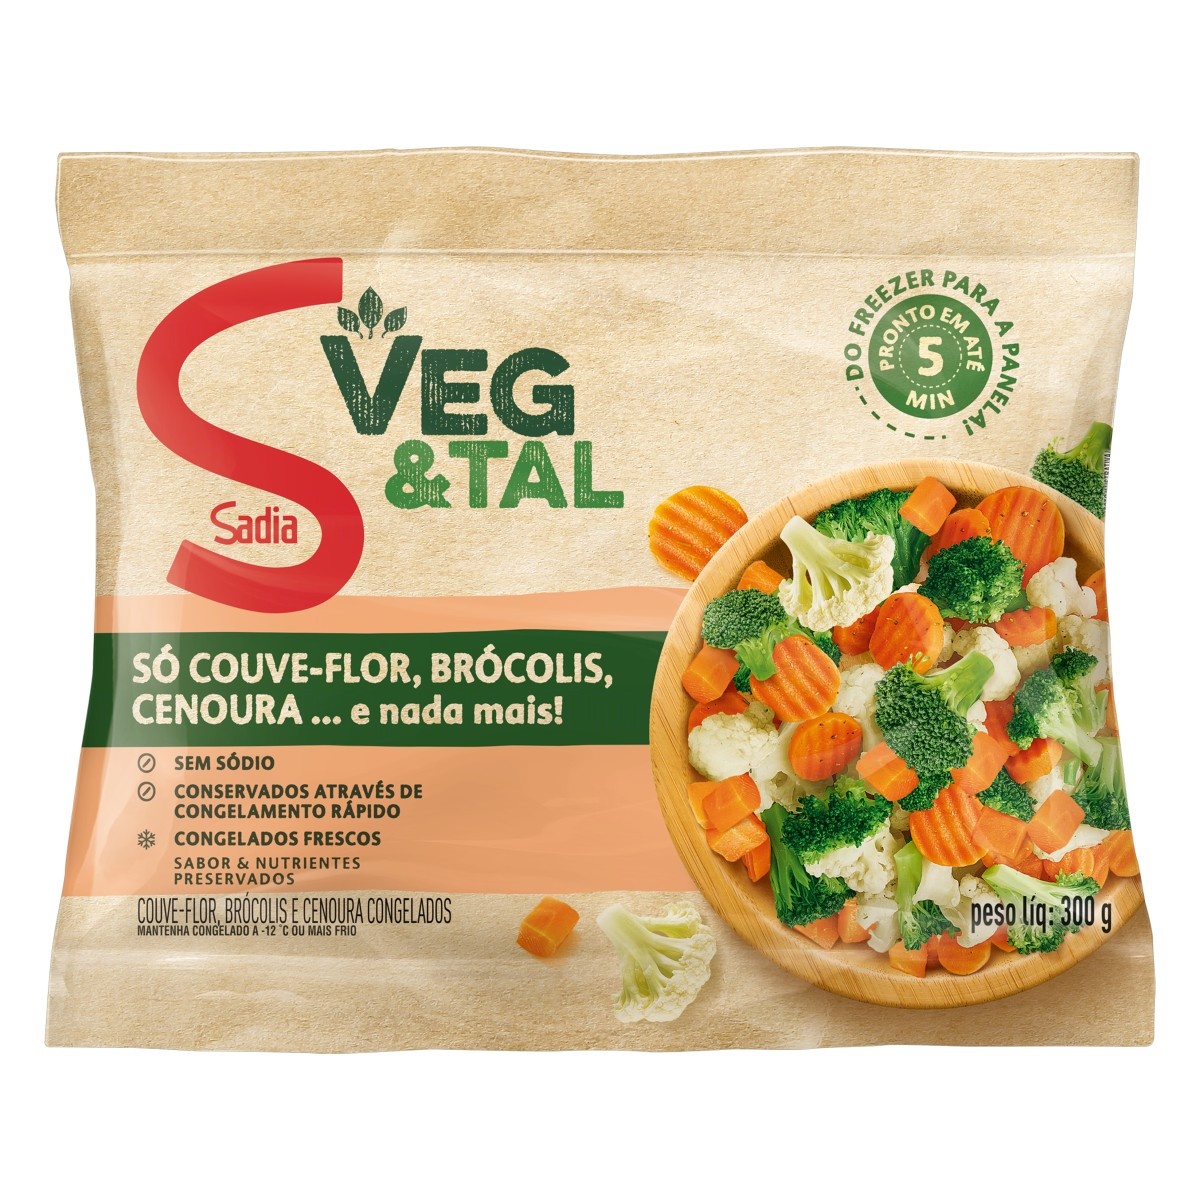 Sadia
VEG
&TAL
DO FREEZER PARA A PANELA!
PRONTO EM ATÉ
5
MIN
SÓ COUVE-FLOR, BRÓCOLIS,
CENOURA ... e nada mais!
SEM SÓDIO
CONSERVADOS ATRAVÉS DE
CONGELAMENTO RÁPIDO
CONGELADOS FRESCOS
SABOR & NUTRIENTES
PRESERVADOS
COUVE-FLOR, BRÓCOLIS E CENOURA CONGELADOS
MANTENHA CONGELADO A -12 °C OU MAIS FRIO
peso líq: 300 g